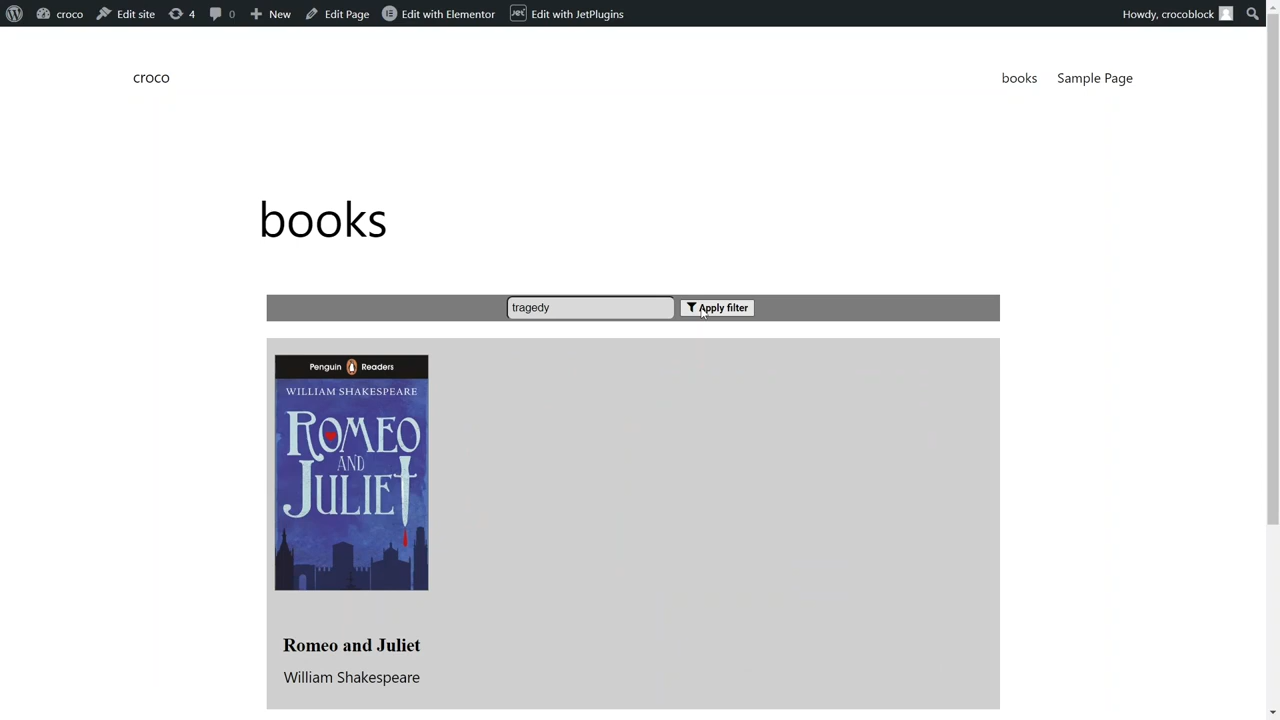 croco Edit site 4 0 New Edit Page Edit with Elementor Jet Edit with JetPlugins Howdy, crocoblock
croco books Sample Page
books
tragedy Apply filter
Penguin Readers
WILLIAM SHAKESPEARE
ROMEO
AND
JULIET
Romeo and Juliet
William Shakespeare